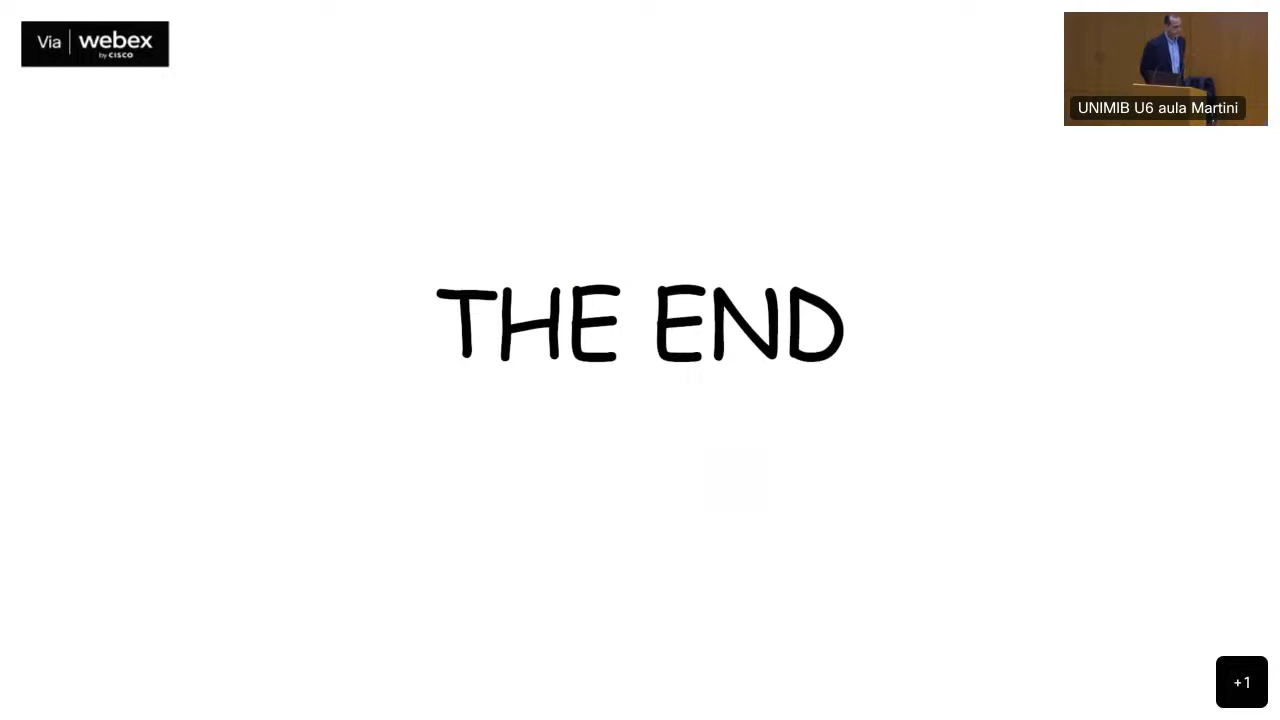 Via | webex
by CISCO
UNIMIB U6 aula Martini
THE END
+1